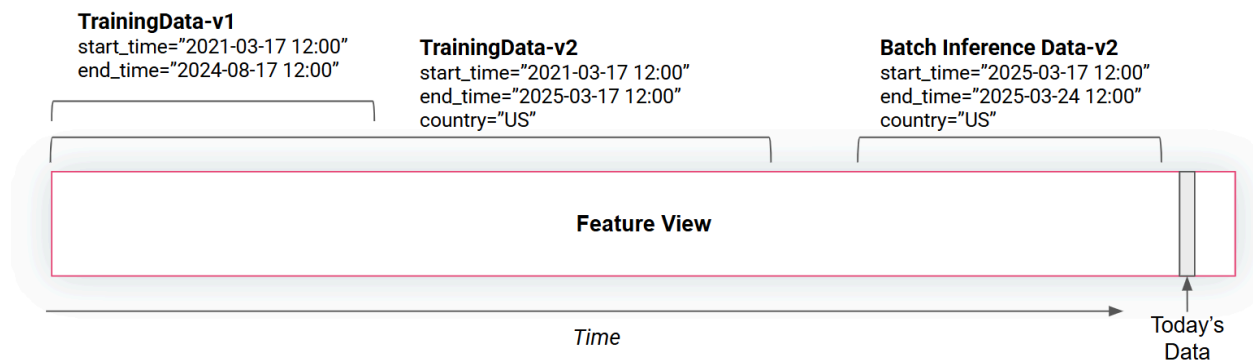 TrainingData-v1
start_time=”2021-03-17 12:00”
end_time=”2024-08-17 12:00”
TrainingData-v2
start_time=”2021-03-17 12:00”
end_time=”2025-03-17 12:00”
country=”US”
Batch Inference Data-v2
start_time=”2025-03-17 12:00”
end_time=”2025-03-24 12:00”
country=”US”
Feature View
Time
Today’s
Data